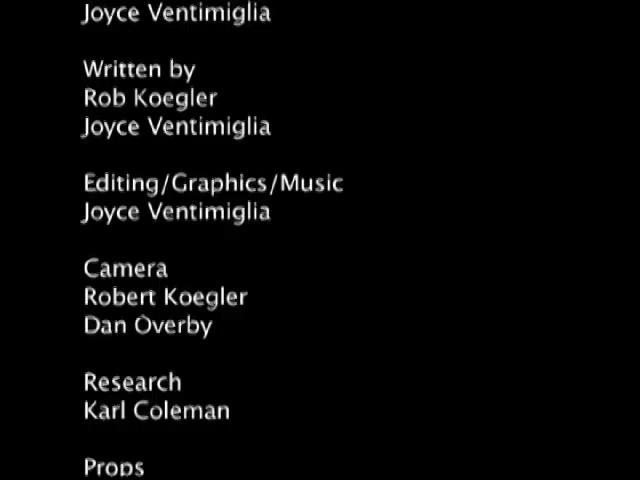 Joyce Ventimiglia
Written by
Rob Koegler
Joyce Ventimiglia
Editing/Graphics/Music
Joyce Ventimiglia
Camera
Robert Koegler
Dan Overby
Research
Karl Coleman
Props